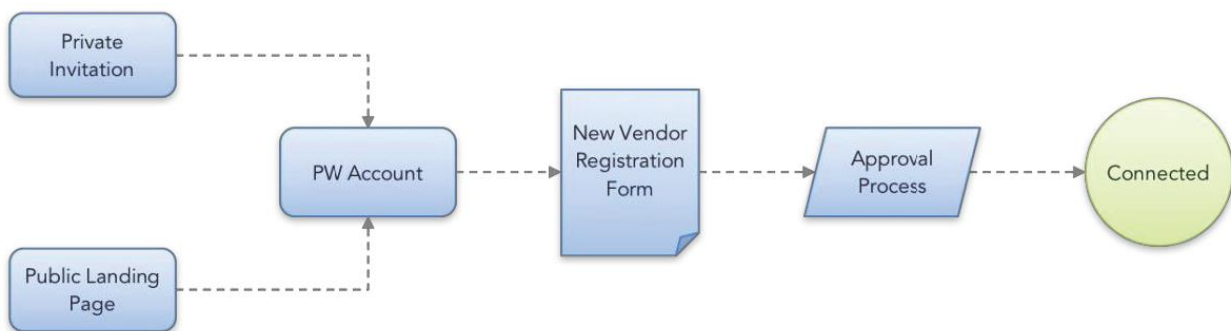 Private
Invitation
PW Account
New Vendor
Registration
Form
Approval
Process
Connected
Public Landing
Page